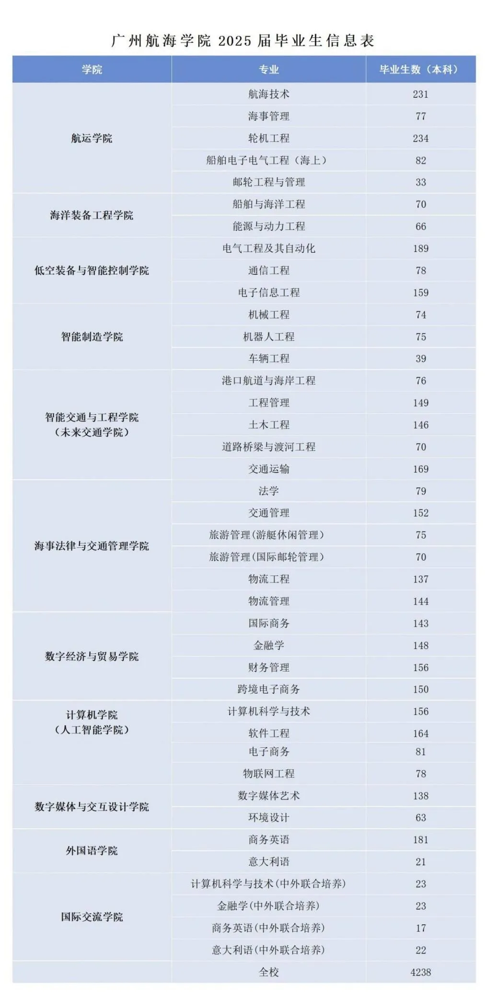 广州航海学院 2025 届毕业生信息表
学院 专业 毕业生数（本科）
航运学院
航海技术 231
海事管理 77
轮机工程 234
船舶电子电气工程（海上） 82
邮轮工程与管理 33
海洋装备工程学院
船舶与海洋工程 70
能源与动力工程 66
低空装备与智能控制学院
电气工程及其自动化 189
通信工程 78
电子信息工程 159
智能制造学院
机械工程 74
机器人工程 75
车辆工程 39
智能交通与工程学院
（未来交通学院）
港口航道与海岸工程 76
工程管理 149
土木工程 146
道路桥梁与渡河工程 70
交通运输 169
海事法律与交通管理学院
法学 79
交通管理 152
旅游管理(游艇休闲管理） 75
旅游管理(国际邮轮管理） 70
物流工程 137
物流管理 144
数字经济与贸易学院
国际商务 143
金融学 148
财务管理 156
跨境电子商务 150
计算机学院
（人工智能学院）
计算机科学与技术 156
软件工程 164
电子商务 81
物联网工程 78
数字媒体与交互设计学院
数字媒体艺术 138
环境设计 63
外国语学院
商务英语 181
意大利语 21
国际交流学院
计算机科学与技术(中外联合培养) 23
金融学(中外联合培养) 23
商务英语(中外联合培养) 17
意大利语(中外联合培养) 22
全校 4238